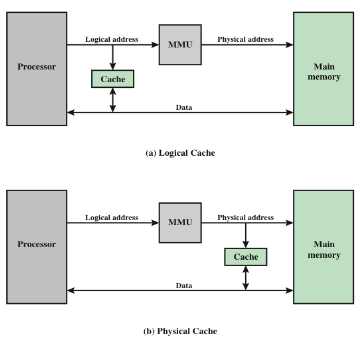 Logical address
Physical address
Processor
MMU
Main
memory
Cache
Data
(a) Logical Cache
Logical address
Physical address
Processor
MMU
Main
memory
Cache
Data
(b) Physical Cache